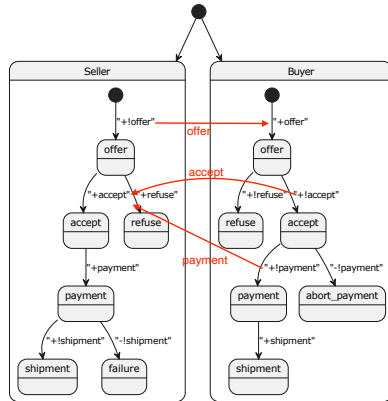 Seller
Buyer
"+!offer"
"+offer"
offer
offer
offer
accept
"+accept"
+refuse"
"+!refuse"
"+!accept"
accept
refuse
refuse
accept
payment
"+payment"
"+!payment"
"-!payment"
payment
payment
abort_payment
"+!shipment"
"-!shipment"
"+shipment"
shipment
failure
shipment